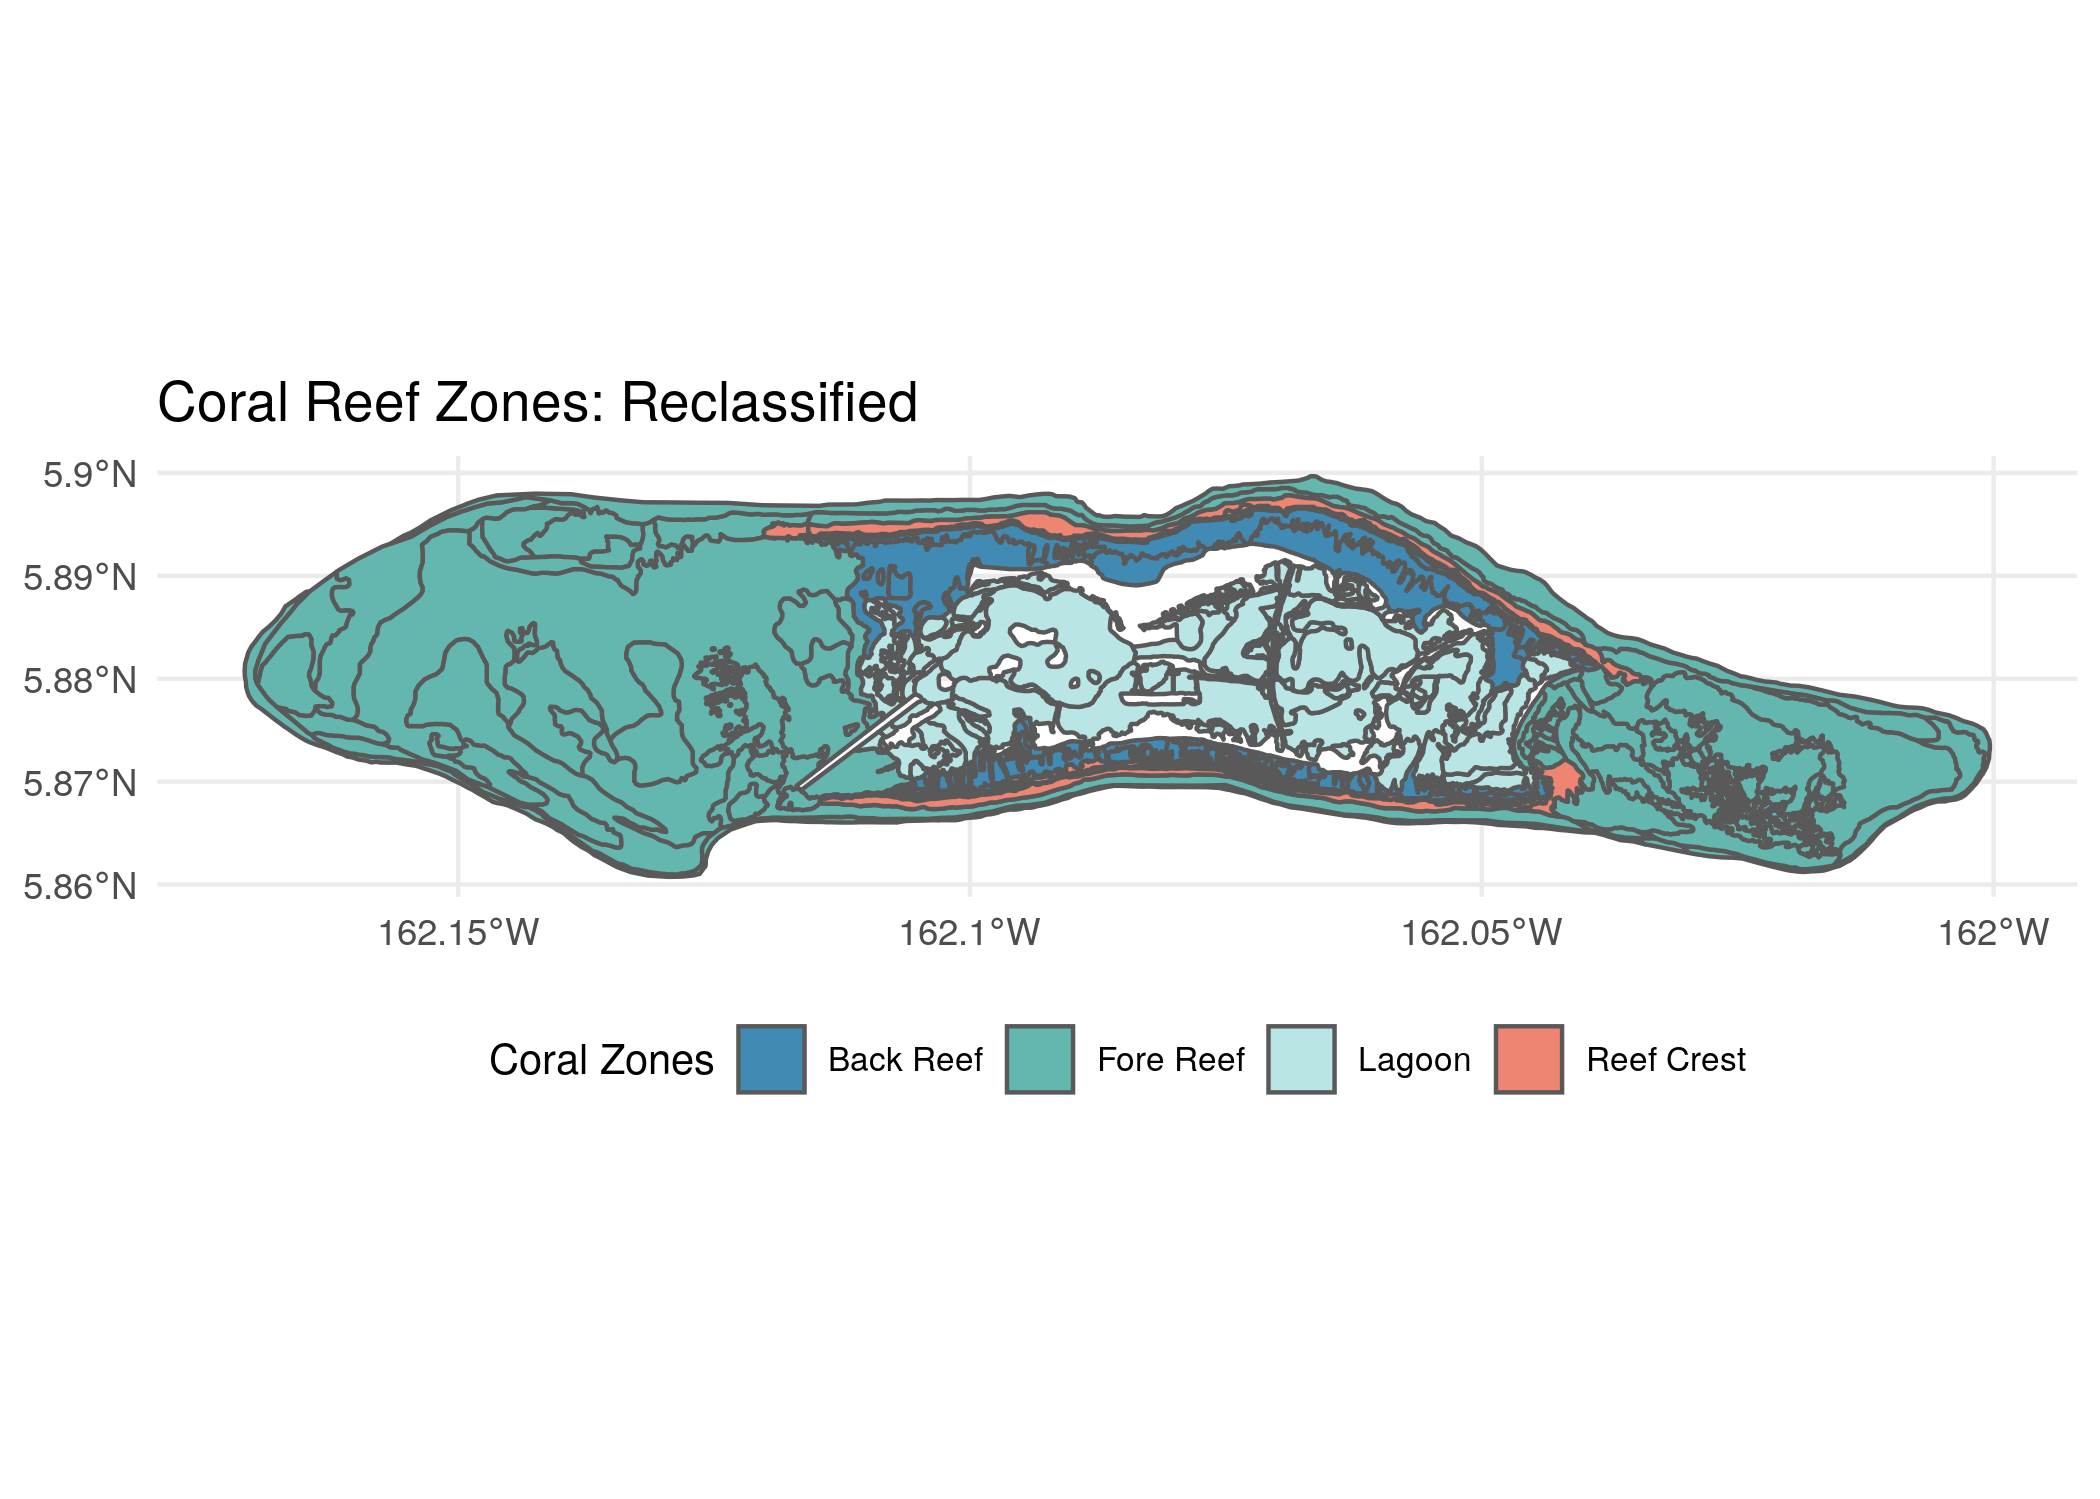 Coral Reef Zones: Reclassified
5.9°N
5.89°N
5.88°N
5.87°N
5.86°N
162.15°W 162.1°W 162.05°W 162°W
Coral Zones Back Reef Fore Reef Lagoon Reef Crest